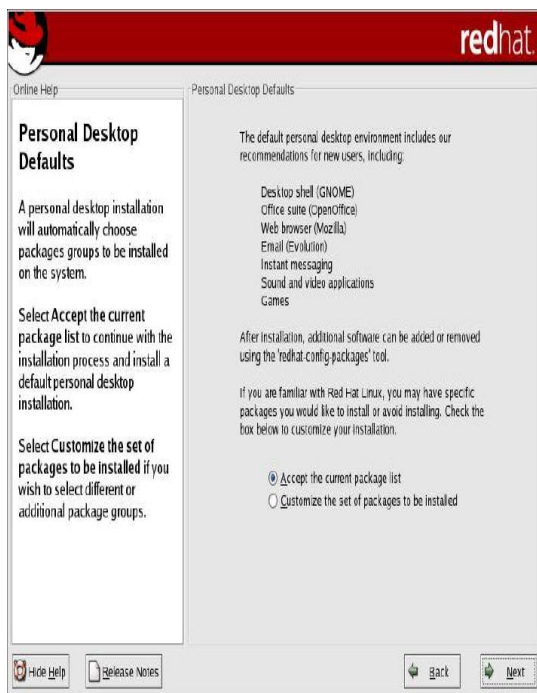 redhat.
Online Help
Personal Desktop
Defaults
A personal desktop installation
will automatically choose
packages groups to be installed
on the system.
Select Accept the current
package list to continue with the
installation process and install a
default personal desktop
installation.
Select Customize the set of
packages to be installed if you
wish to select different or
additional package groups.
Personal Desktop Defaults
The default personal desktop environment includes our
recommendations for new users, including:
Desktop shell (GNOME)
Office suite (OpenOffice)
Web browser (Mozilla)
Email (Evolution)
Instant messaging
Sound and video applications
Games
After installation, additional software can be added or removed
using the 'redhat-config-packages' tool.
If you are familiar with Red Hat Linux, you may have specific
packages you would like to install or avoid installing. Check the
box below to customize your installation.
Accept the current package list
Customize the set of packages to be installed
Hide Help
Release Notes
Back
Next